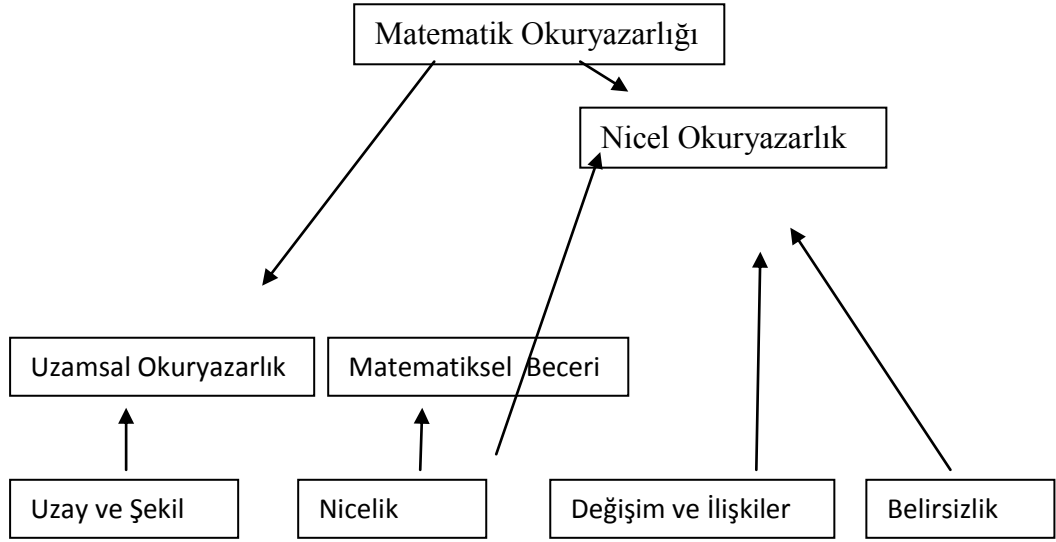 Matematik Okuryazarlığı
Nicel Okuryazarlık
Uzamsal Okuryazarlık
Matematiksel Beceri
Uzay ve Şekil
Nicelik
Değişim ve İlişkiler
Belirsizlik